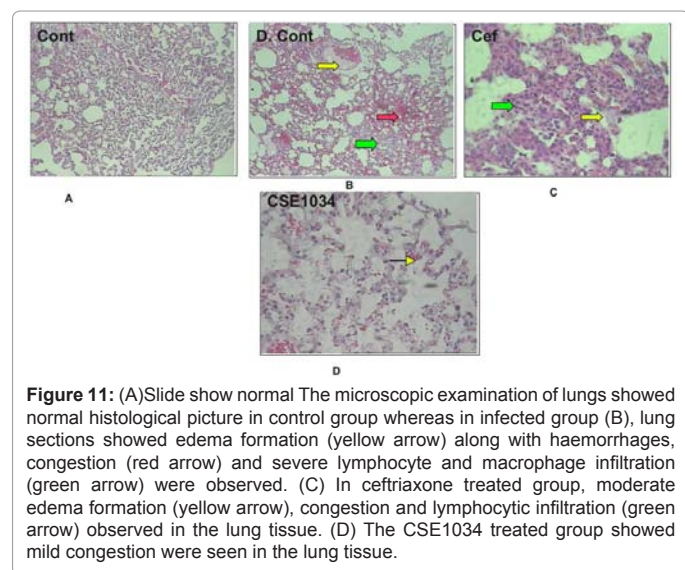 Cont
D. Cont
Cef
A
B
C
CSE1034
D
Figure 11: (A)Slide show normal The microscopic examination of lungs showed
normal histological picture in control group whereas in infected group (B), lung
sections showed edema formation (yellow arrow) along with haemorrhages,
congestion (red arrow) and severe lymphocyte and macrophage infiltration
(green arrow) were observed. (C) In ceftriaxone treated group, moderate
edema formation (yellow arrow), congestion and lymphocytic infiltration (green
arrow) observed in the lung tissue. (D) The CSE1034 treated group showed
mild congestion were seen in the lung tissue.